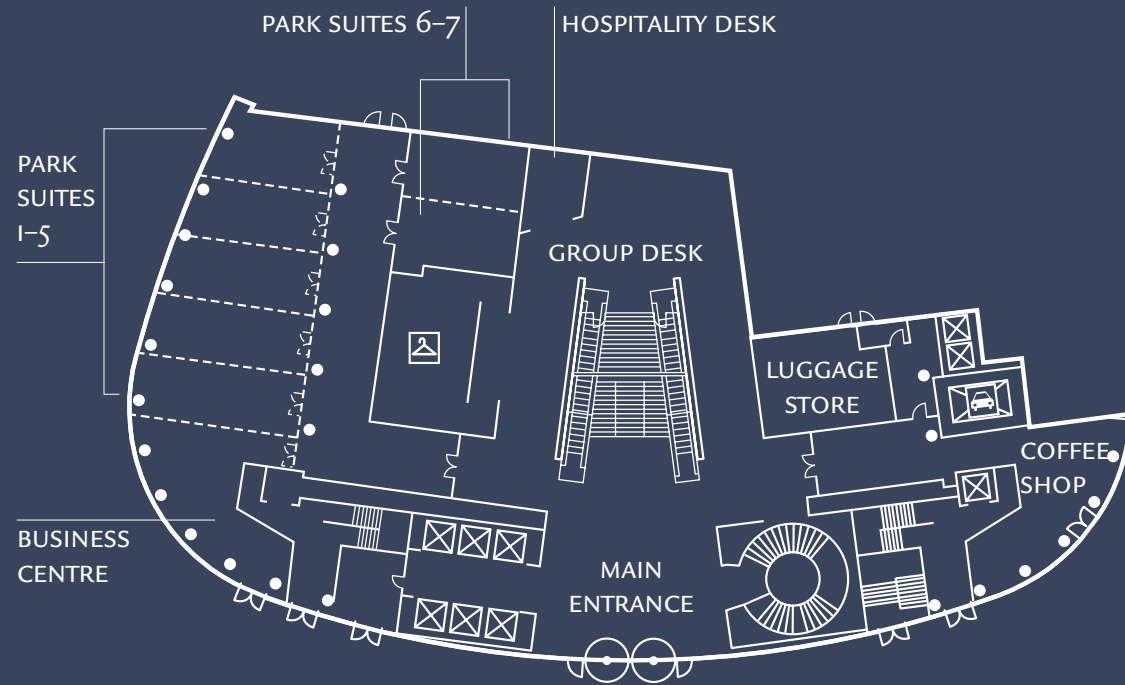 PARK SUITES 6–7
HOSPITALITY DESK
PARK
SUITES
1–5
GROUP DESK
LUGGAGE
STORE
COFFEE
SHOP
BUSINESS
CENTRE
MAIN
ENTRANCE